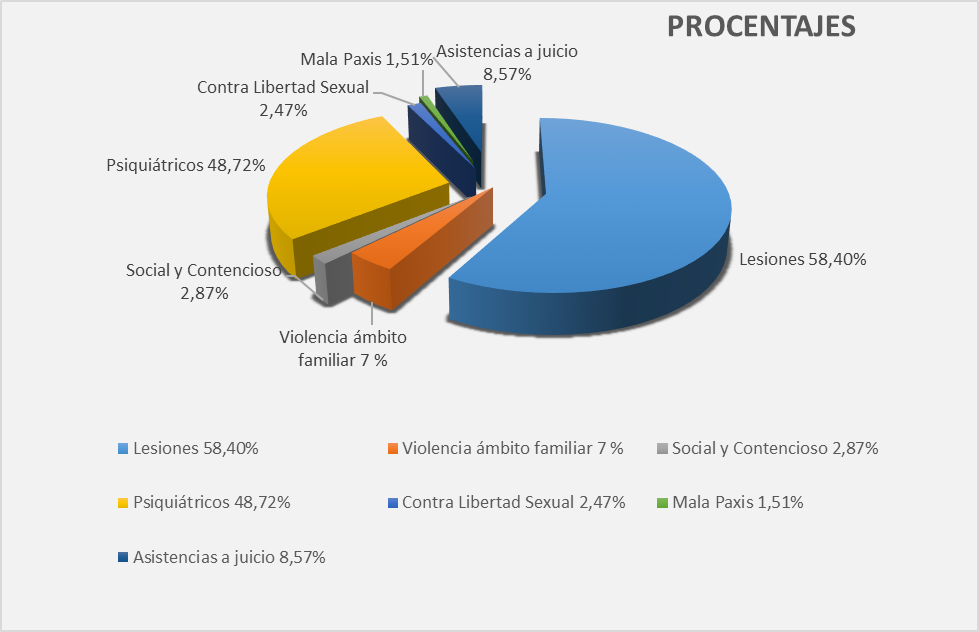 PROCENTAJES
Mala Paxis 1,51%
Asistencias a juicio
8,57%
Contra Libertad Sexual
2,47%
Psiquiátricos 48,72%
Lesiones 58,40%
Social y Contencioso
2,87%
Violencia ámbito
familiar 7 %
Lesiones 58,40%
Violencia ámbito familiar 7 %
Social y Contencioso 2,87%
Psiquiátricos 48,72%
Contra Libertad Sexual 2,47%
Mala Paxis 1,51%
Asistencias a juicio 8,57%